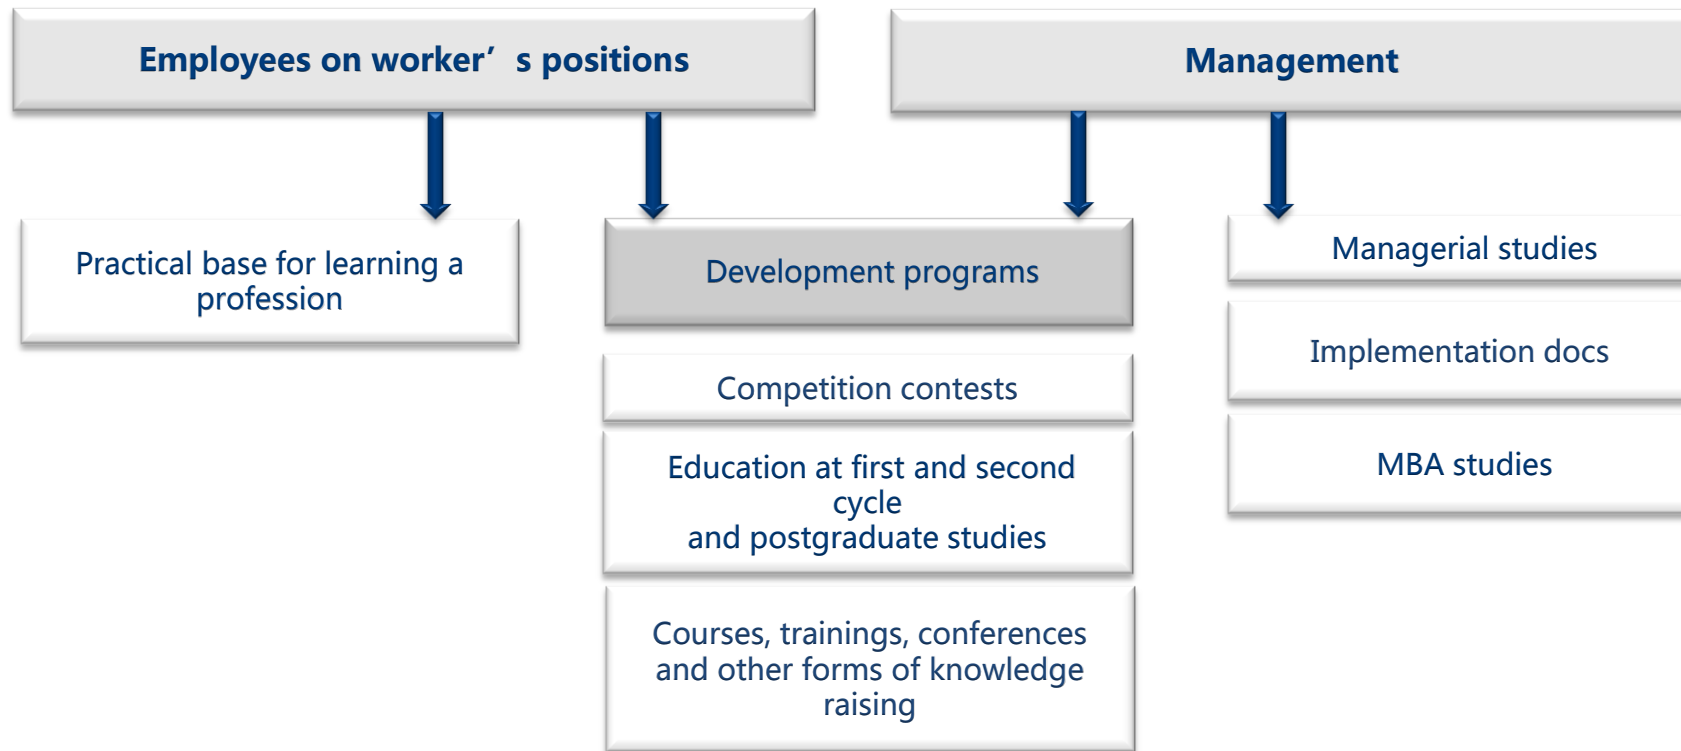 Employees on worker’ s positions
Management
Practical base for learning a
profession
Development programs
Competition contests
Education at first and second
cycle
and postgraduate studies
Courses, trainings, conferences
and other forms of knowledge
raising
Managerial studies
Implementation docs
MBA studies